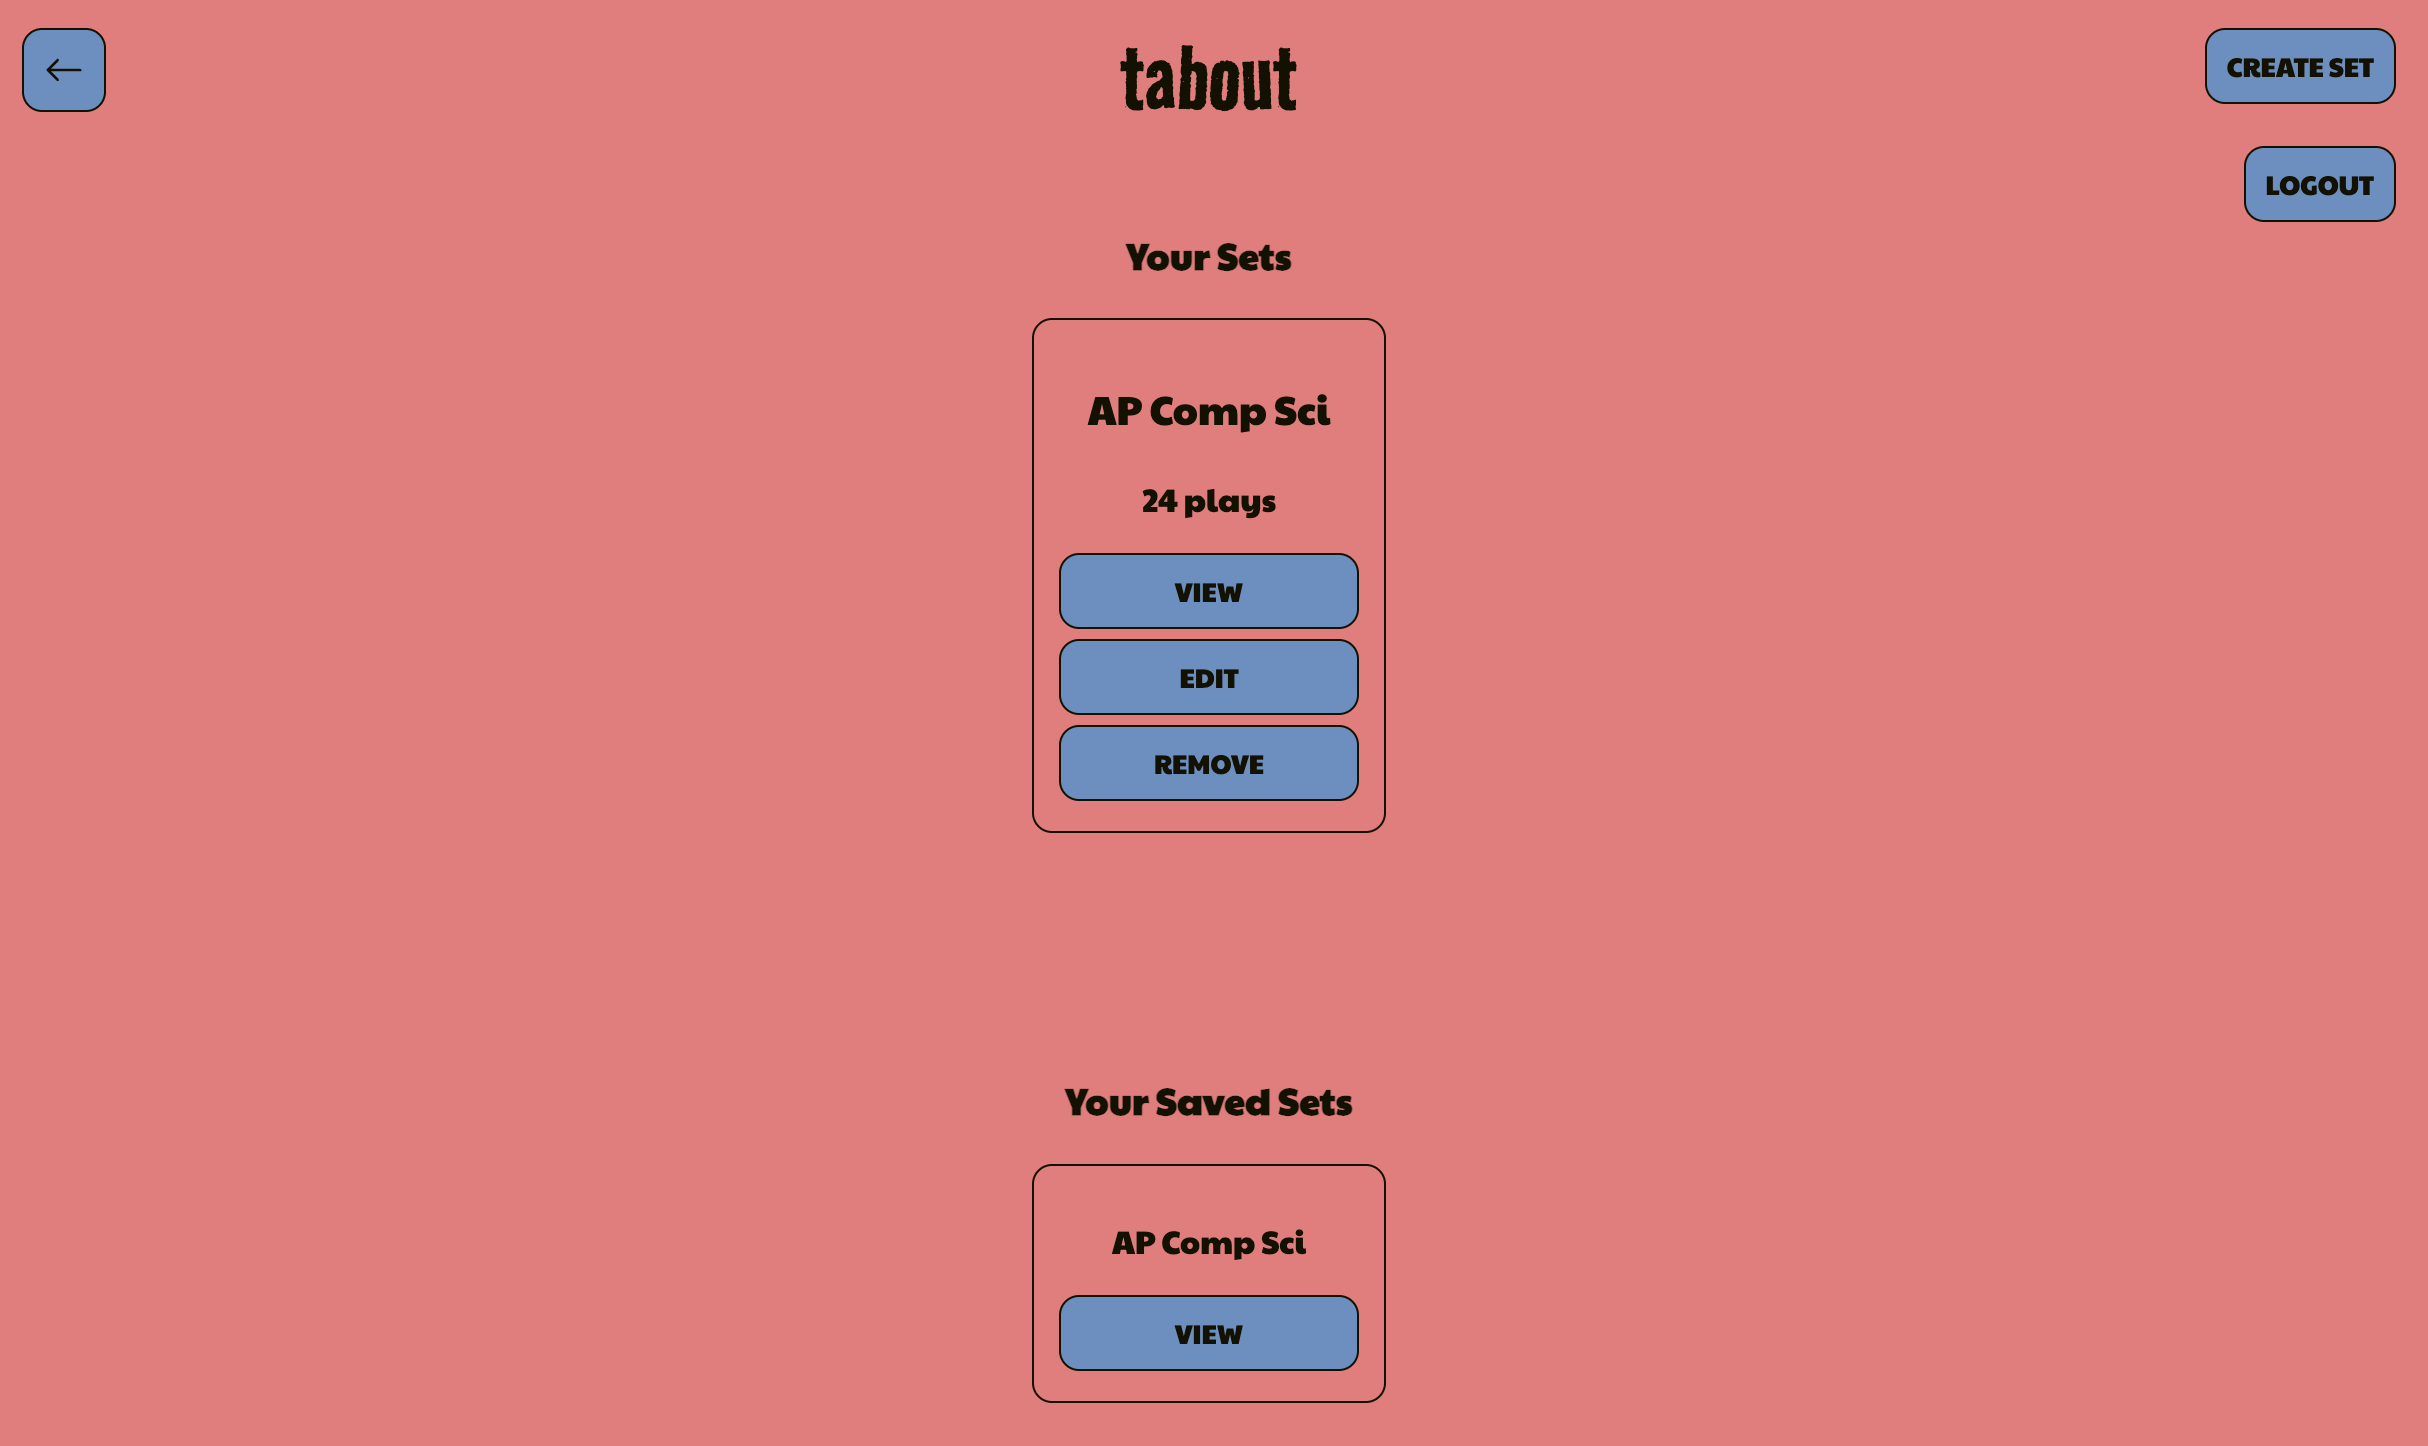 tabout
CREATE SET
LOGOUT
Your Sets
AP Comp Sci
24 plays
VIEW
EDIT
REMOVE
Your Saved Sets
AP Comp Sci
VIEW